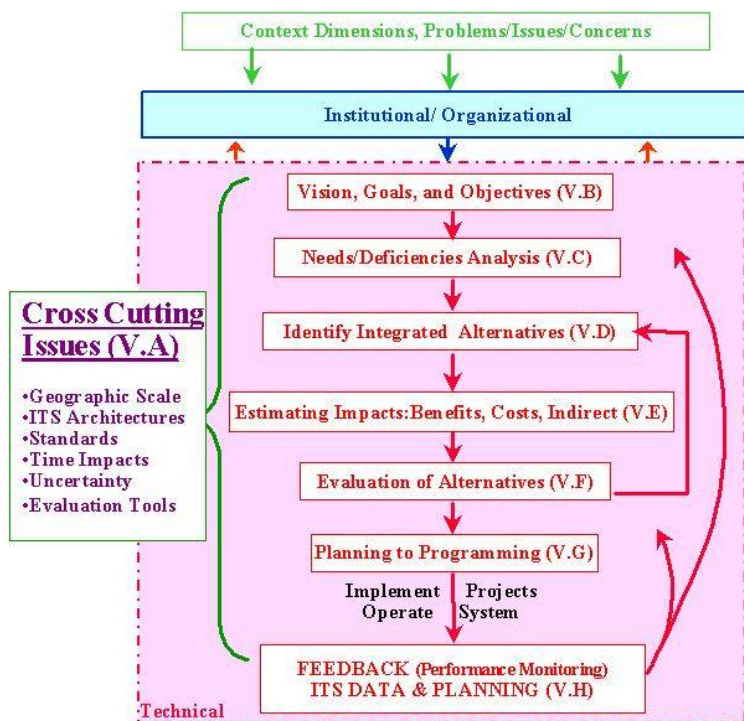 Context Dimensions, Problems/Issues/Concerns
Institutional/ Organizational
Vision, Goals, and Objectives (V.B)
Needs/Deficiencies Analysis (V.C)
Cross Cutting
Issues (V.A)
•Geographic Scale
•ITS Architectures
•Standards
•Time Impacts
•Uncertainty
•Evaluation Tools
Identify Integrated Alternatives (V.D)
Estimating Impacts:Benefits, Costs, Indirect (V.E)
Evaluation of Alternatives (V.F)
Planning to Programming (V.G)
Implement Projects
Operate System
FEEDBACK (Performance Monitoring)
ITS DATA & PLANNING (V.H)
Technical